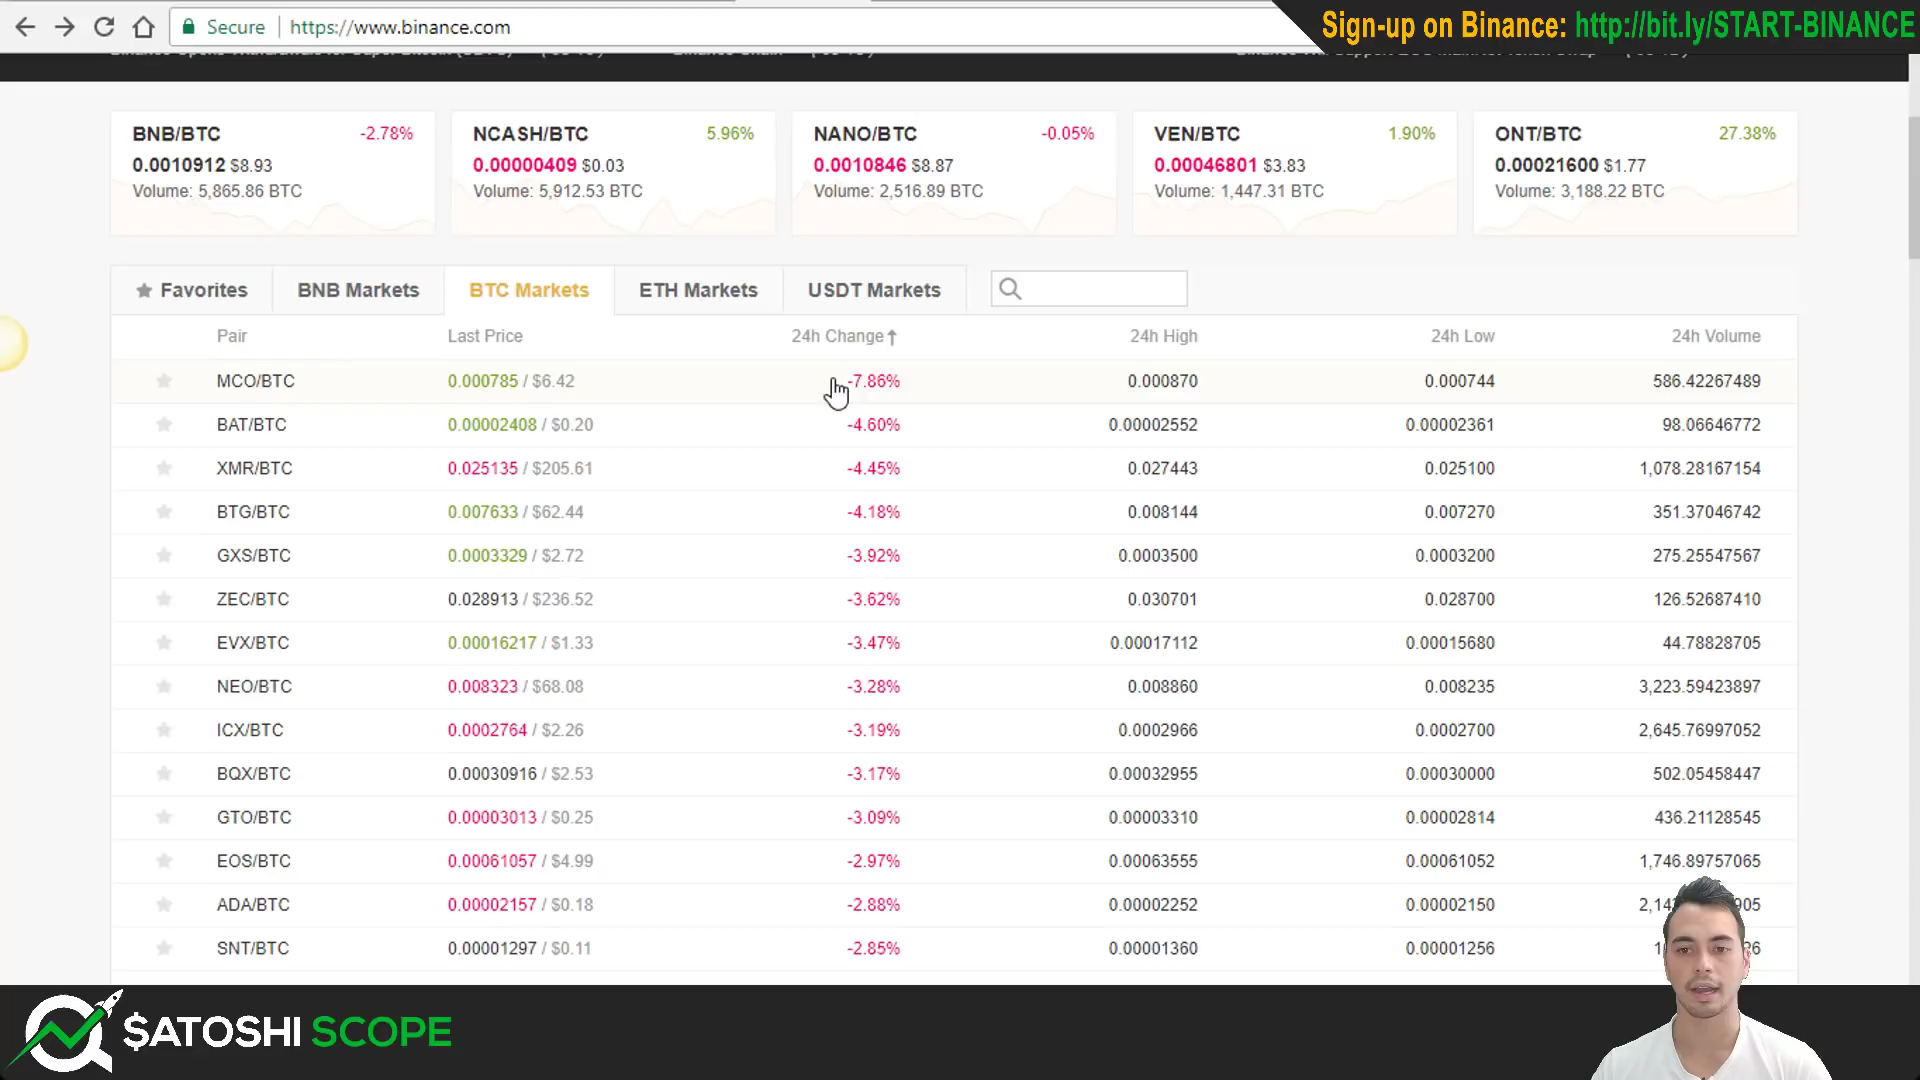 Secure https://www.binance.com
Sign-up on Binance: http://bit.ly/START-BINANCE
BNB/BTC -2.78%
0.0010912 $8.93
Volume: 5,865.86 BTC
NCASH/BTC 5.96%
0.00000409 $0.03
Volume: 5,912.53 BTC
NANO/BTC -0.05%
0.0010846 $8.87
Volume: 2,516.89 BTC
VEN/BTC 1.90%
0.00046801 $3.83
Volume: 1,447.31 BTC
ONT/BTC 27.38%
0.00021600 $1.77
Volume: 3,188.22 BTC
Favorites BNB Markets BTC Markets ETH Markets USDT Markets
Pair Last Price 24h Change 24h High 24h Low 24h Volume
MCO/BTC 0.000785 / $6.42 -7.86% 0.000870 0.000744 586.42267489
BAT/BTC 0.00002408 / $0.20 -4.60% 0.00002552 0.00002361 98.06646772
XMR/BTC 0.025135 / $205.61 -4.45% 0.027443 0.025100 1,078.28167154
BTG/BTC 0.007633 / $62.44 -4.18% 0.008144 0.007270 351.37046742
GXS/BTC 0.0003329 / $2.72 -3.92% 0.0003500 0.0003200 275.25547567
ZEC/BTC 0.028913 / $236.52 -3.62% 0.030701 0.028700 126.52687410
EVX/BTC 0.00016217 / $1.33 -3.47% 0.00017112 0.00015680 44.78828705
NEO/BTC 0.008323 / $68.08 -3.28% 0.008860 0.008235 3,223.59423897
ICX/BTC 0.0002764 / $2.26 -3.19% 0.0002966 0.0002700 2,645.76997052
BQX/BTC 0.00030916 / $2.53 -3.17% 0.00032955 0.00030000 502.05458447
GTO/BTC 0.00003013 / $0.25 -3.09% 0.00003310 0.00002814 436.21128545
EOS/BTC 0.00061057 / $4.99 -2.97% 0.00063555 0.00061052 1,746.89757065
ADA/BTC 0.00002157 / $0.18 -2.88% 0.00002252 0.00002150
SNT/BTC 0.00001297 / $0.11 -2.85% 0.00001360 0.00001256
$ATOSHI SCOPE